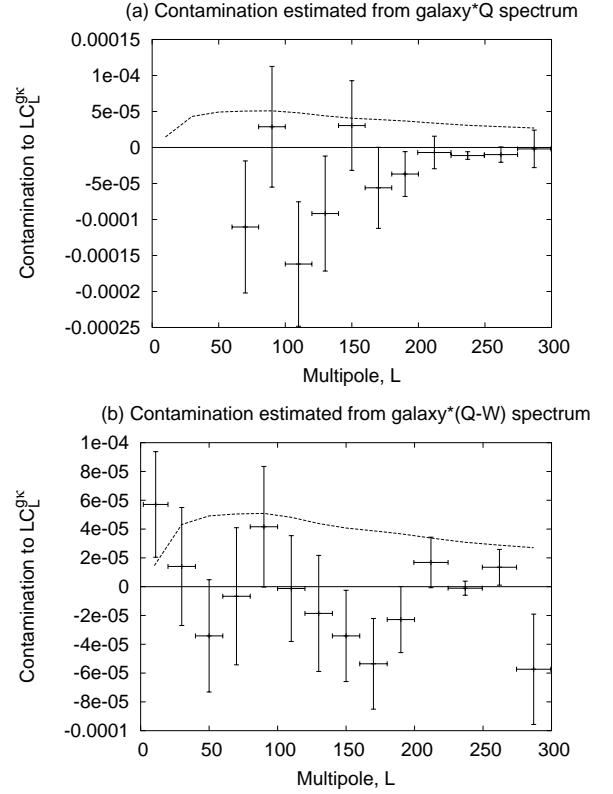 (a) Contamination estimated from galaxy*Q spectrum
0.00015
1e-04
5e-05
0
-5e-05
-0.0001
-0.00015
-0.0002
-0.00025
Contamination to LC_L^gκ
0 50 100 150 200 250 300
Multipole, L
(b) Contamination estimated from galaxy*(Q-W) spectrum
1e-04
8e-05
6e-05
4e-05
2e-05
0
-2e-05
-4e-05
-6e-05
-8e-05
-0.0001
Contamination to LC_L^gκ
0 50 100 150 200 250 300
Multipole, L